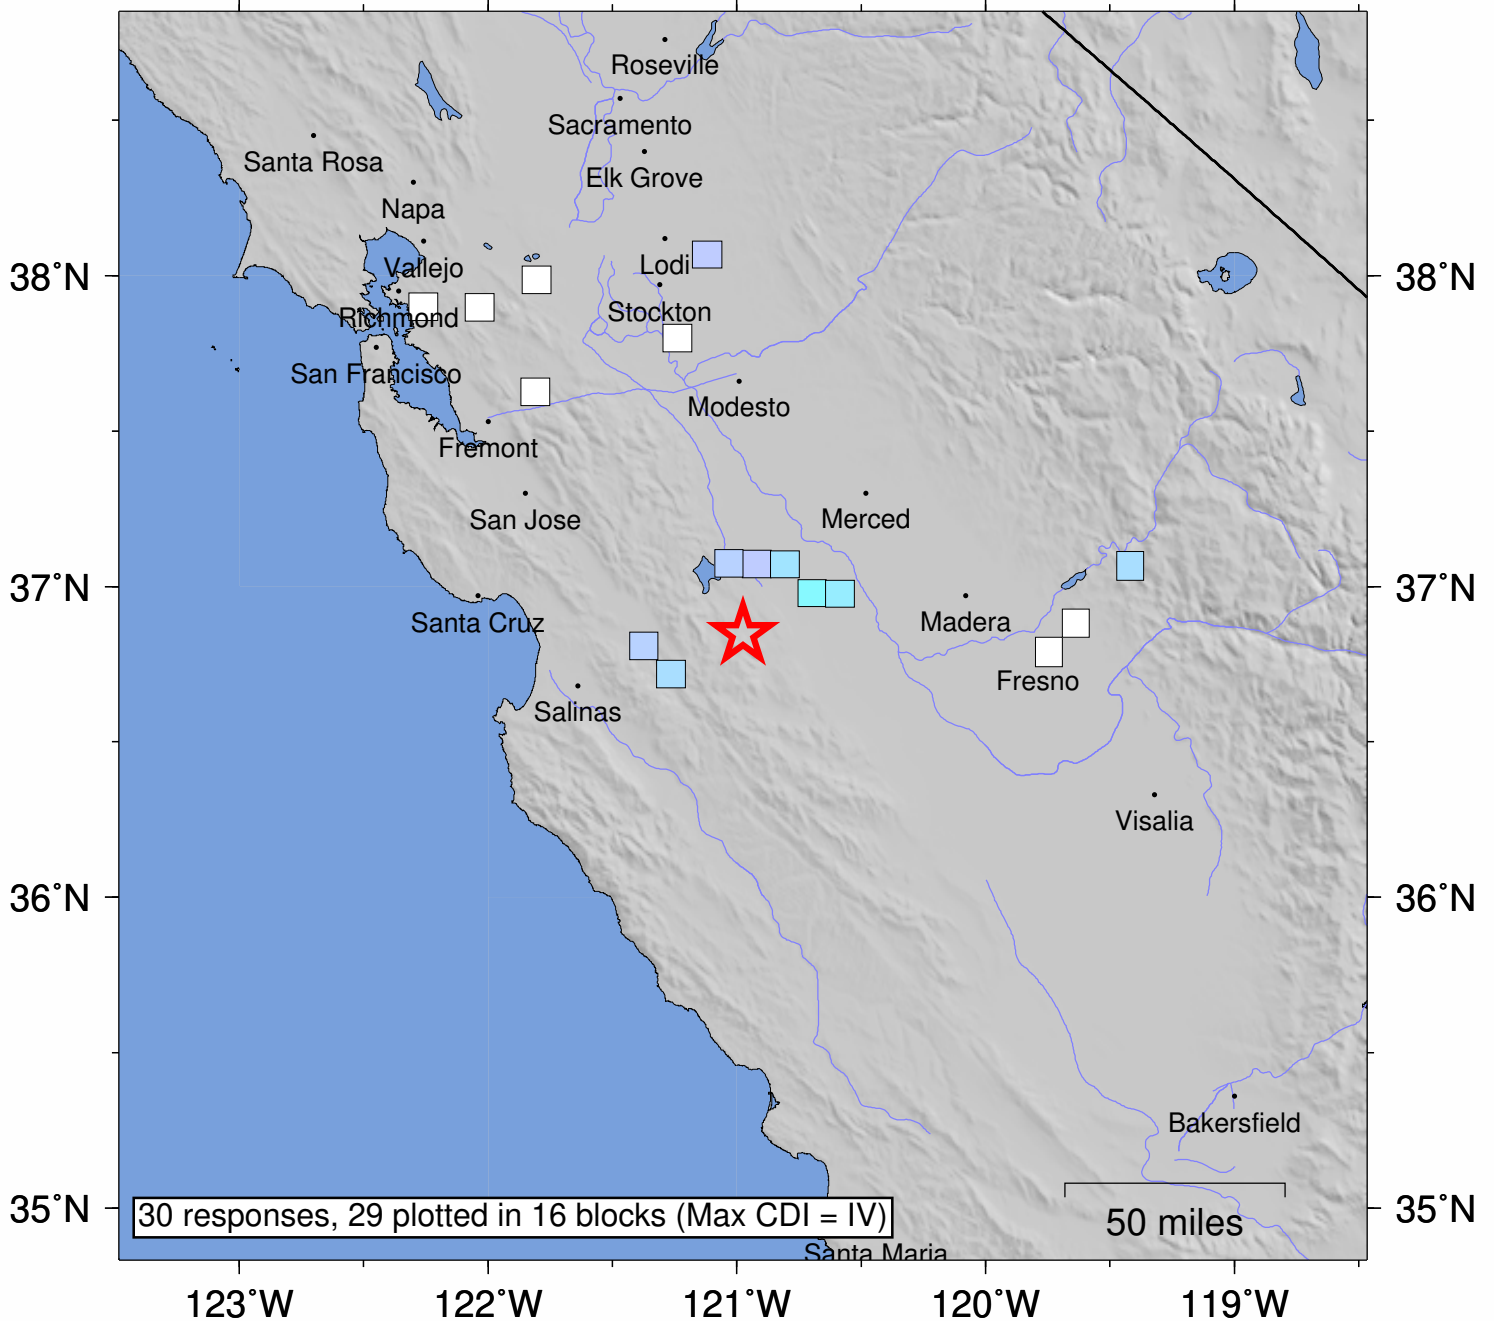 Roseville
Sacramento
Santa Rosa
Elk Grove
Napa
Vallejo
Lodi
38˚N
38˚N
Richmond
Stockton
San Francisco
Modesto
Fremont
San Jose
Merced
37˚N
37˚N
Santa Cruz
Madera
Fresno
Salinas
Visalia
36˚N
36˚N
Bakersfield
35˚N
30 responses, 29 plotted in 16 blocks (Max CDI = IV)
50 miles
35˚N
Santa Maria
123˚W
122˚W
121˚W
120˚W
119˚W